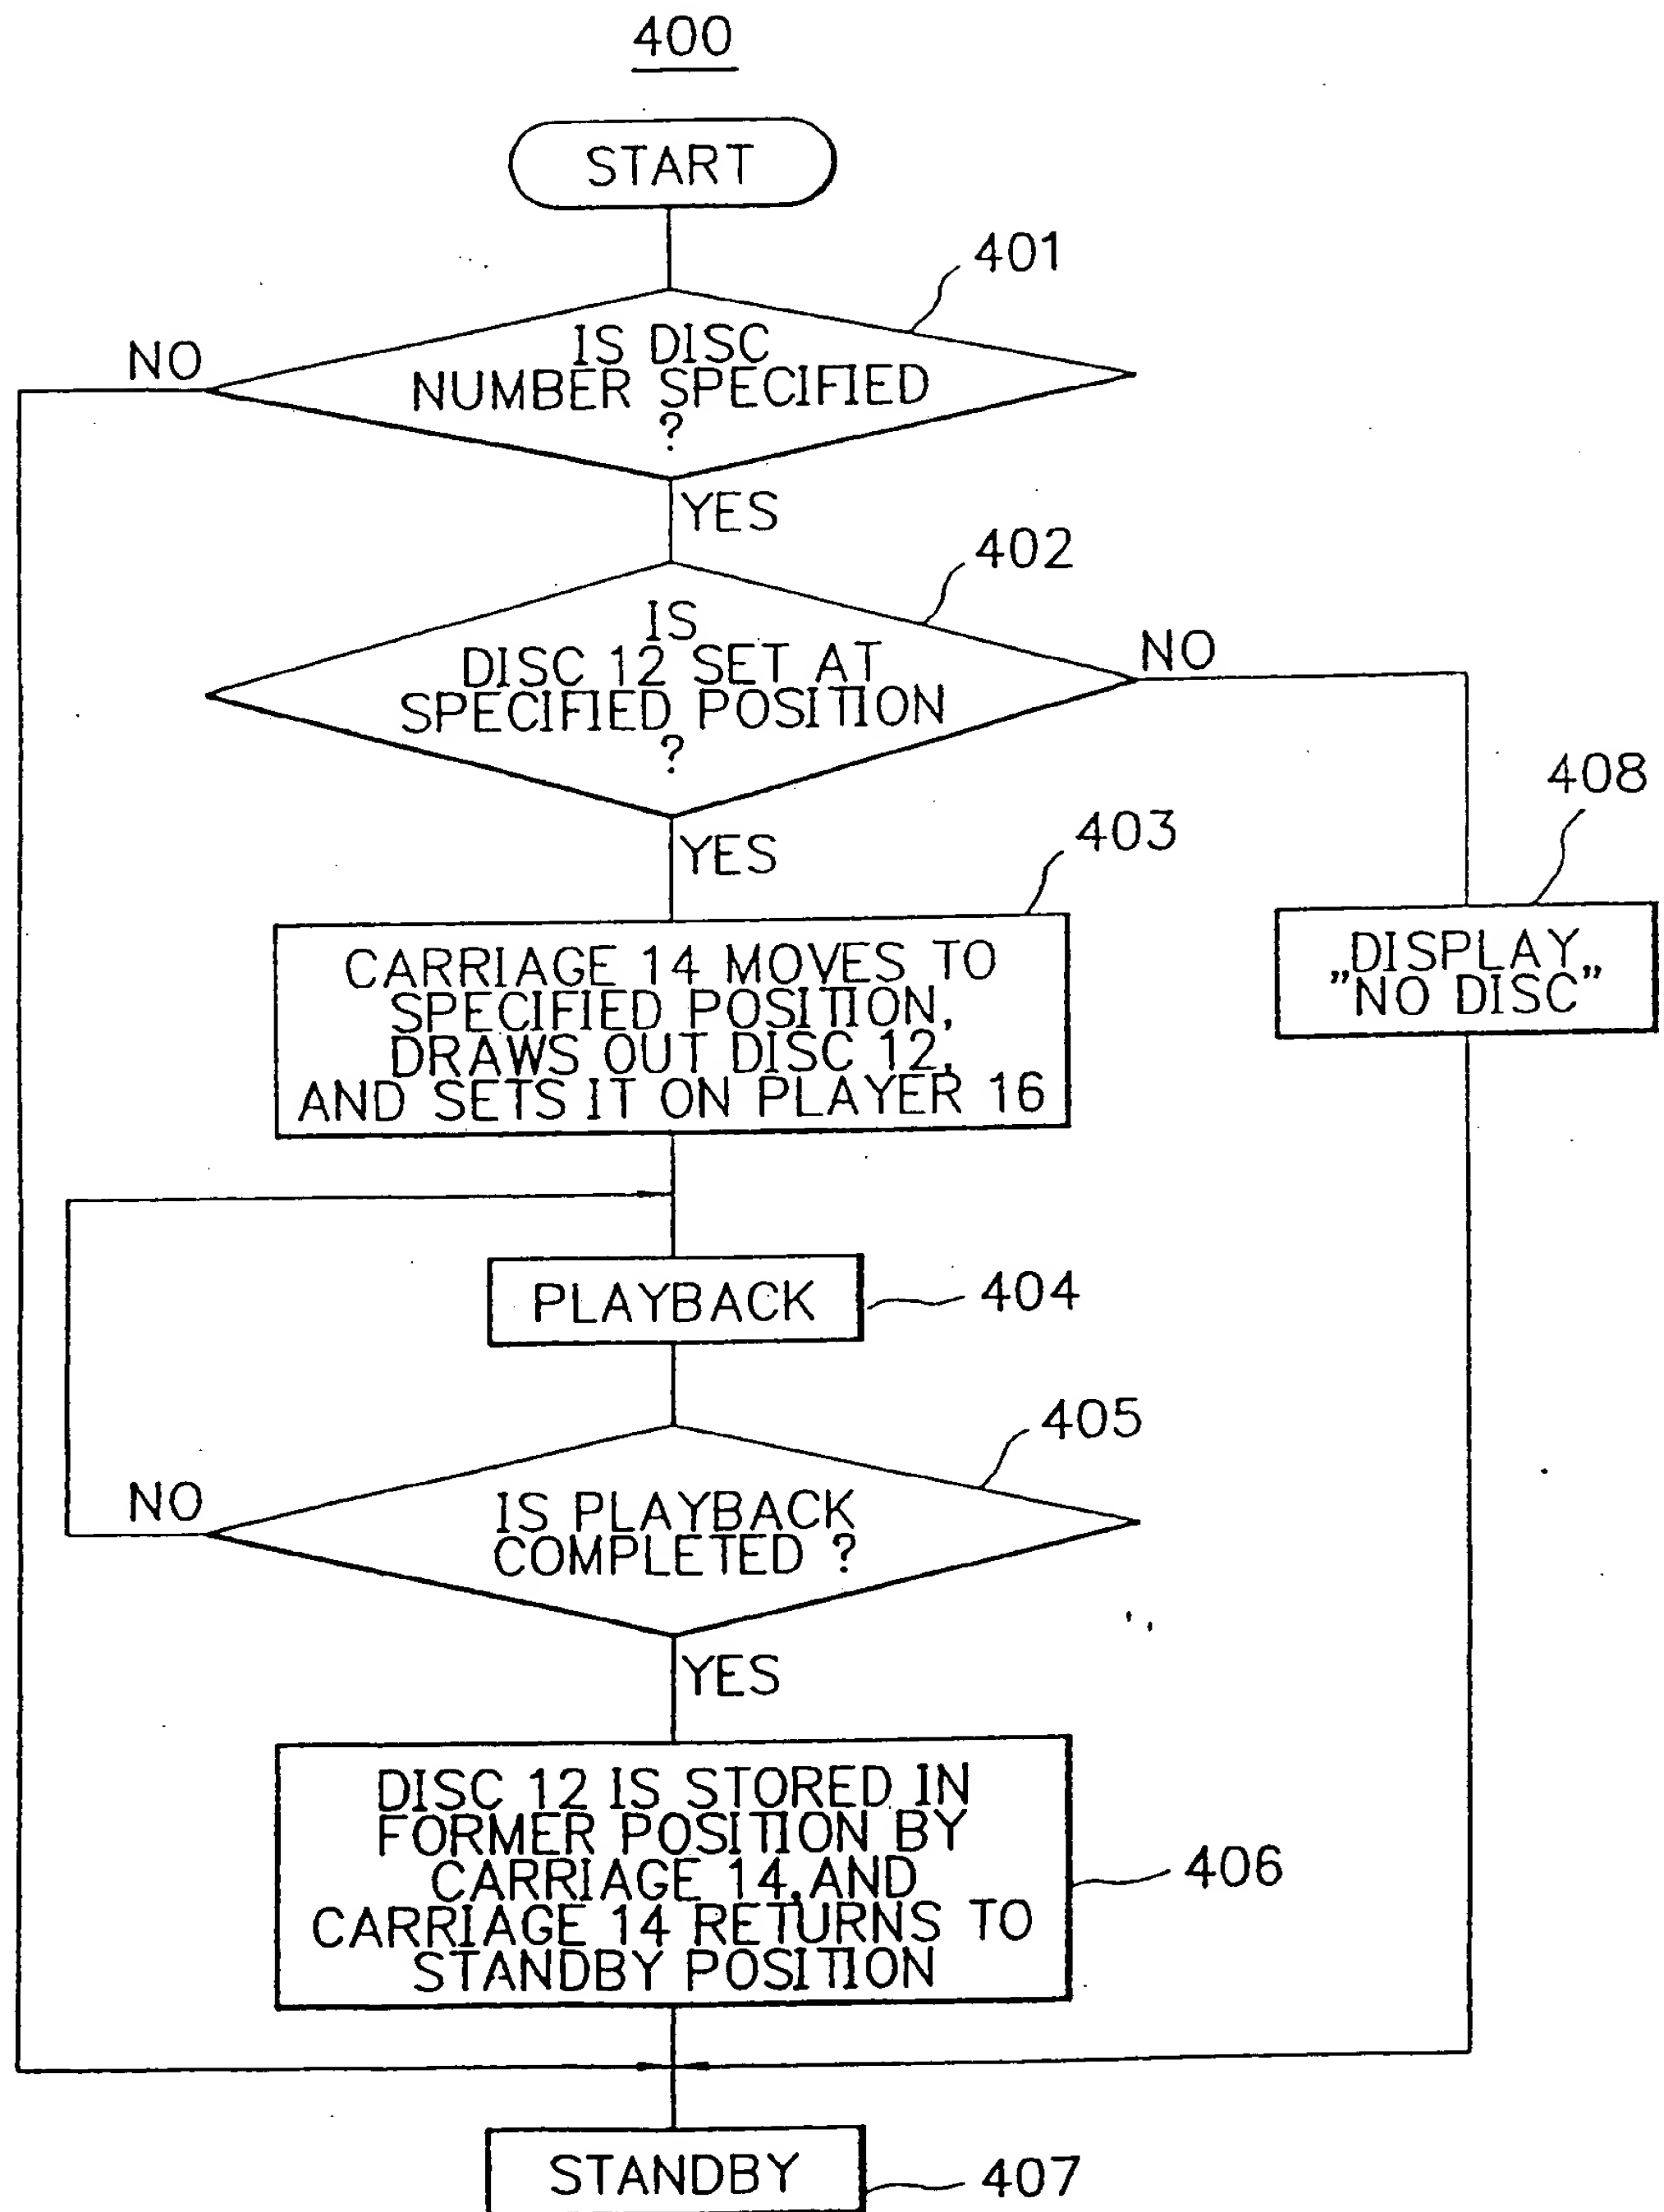 400
START
401
IS DISC
NUMBER SPECIFIED
?
NO
YES
402
IS
DISC 12 SET AT
SPECIFIED POSITION
?
NO
YES
403
408
CARRIAGE 14 MOVES TO
SPECIFIED POSITION,
DRAWS OUT DISC 12,
AND SETS IT ON PLAYER 16
DISPLAY
"NO DISC"
PLAYBACK
404
405
NO
IS PLAYBACK
COMPLETED ?
YES
DISC 12 IS STORED IN
FORMER POSITION BY
CARRIAGE 14, AND
CARRIAGE 14 RETURNS TO
STANDBY POSITION
406
STANDBY
407